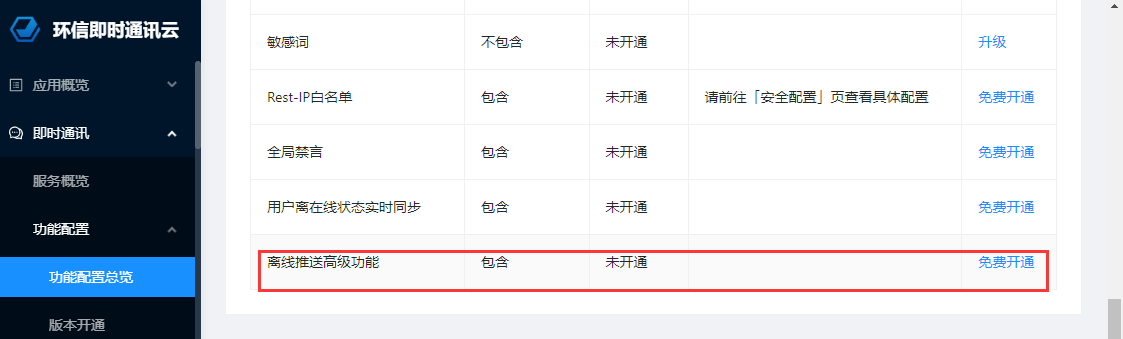 环信即时通讯云
应用概览
即时通讯
服务概览
功能配置
功能配置总览
版本开通
敏感词 不包含 未开通 升级
Rest-IP白名单 包含 未开通 请前往「安全配置」页查看具体配置 免费开通
全局禁言 包含 未开通 免费开通
用户离在线状态实时同步 包含 未开通 免费开通
离线推送高级功能 包含 未开通 免费开通